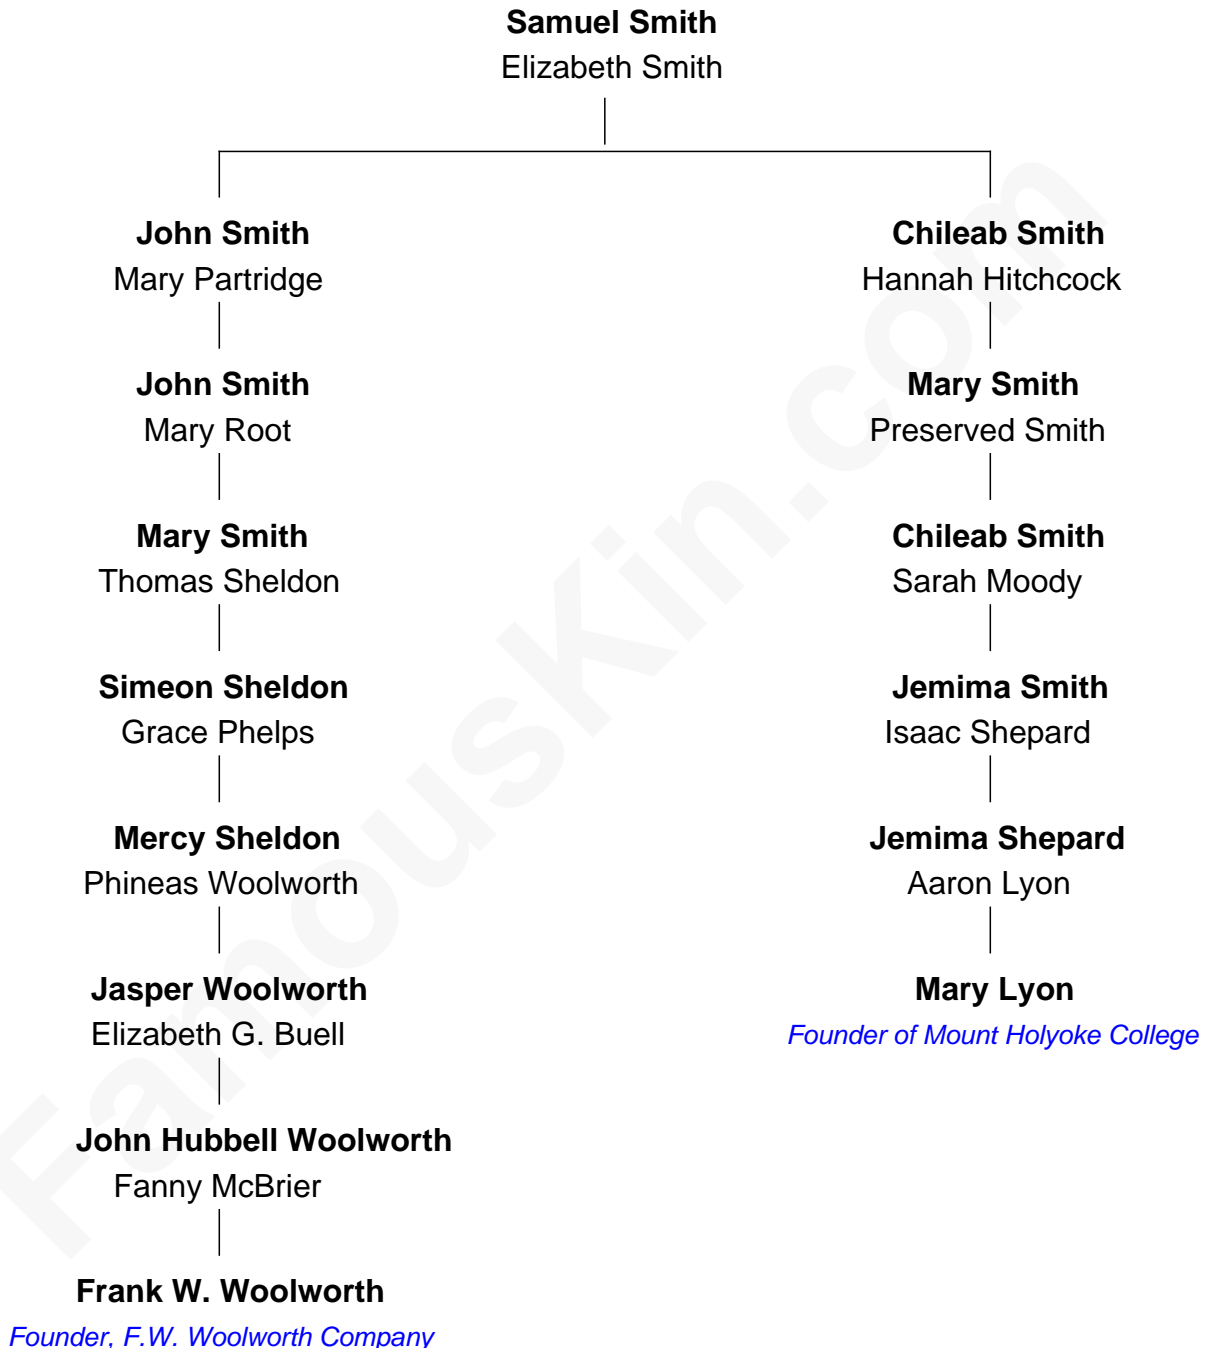 Samuel Smith
Elizabeth Smith
John Smith
Mary Partridge
Chileab Smith
Hannah Hitchcock
John Smith
Mary Root
Mary Smith
Preserved Smith
Mary Smith
Thomas Sheldon
Chileab Smith
Sarah Moody
Simeon Sheldon
Grace Phelps
Jemima Smith
Isaac Shepard
Mercy Sheldon
Phineas Woolworth
Jemima Shepard
Aaron Lyon
Jasper Woolworth
Elizabeth G. Buell
Mary Lyon
Founder of Mount Holyoke College
John Hubbell Woolworth
Fanny McBrier
Frank W. Woolworth
Founder, F.W. Woolworth Company
FamousKin.com